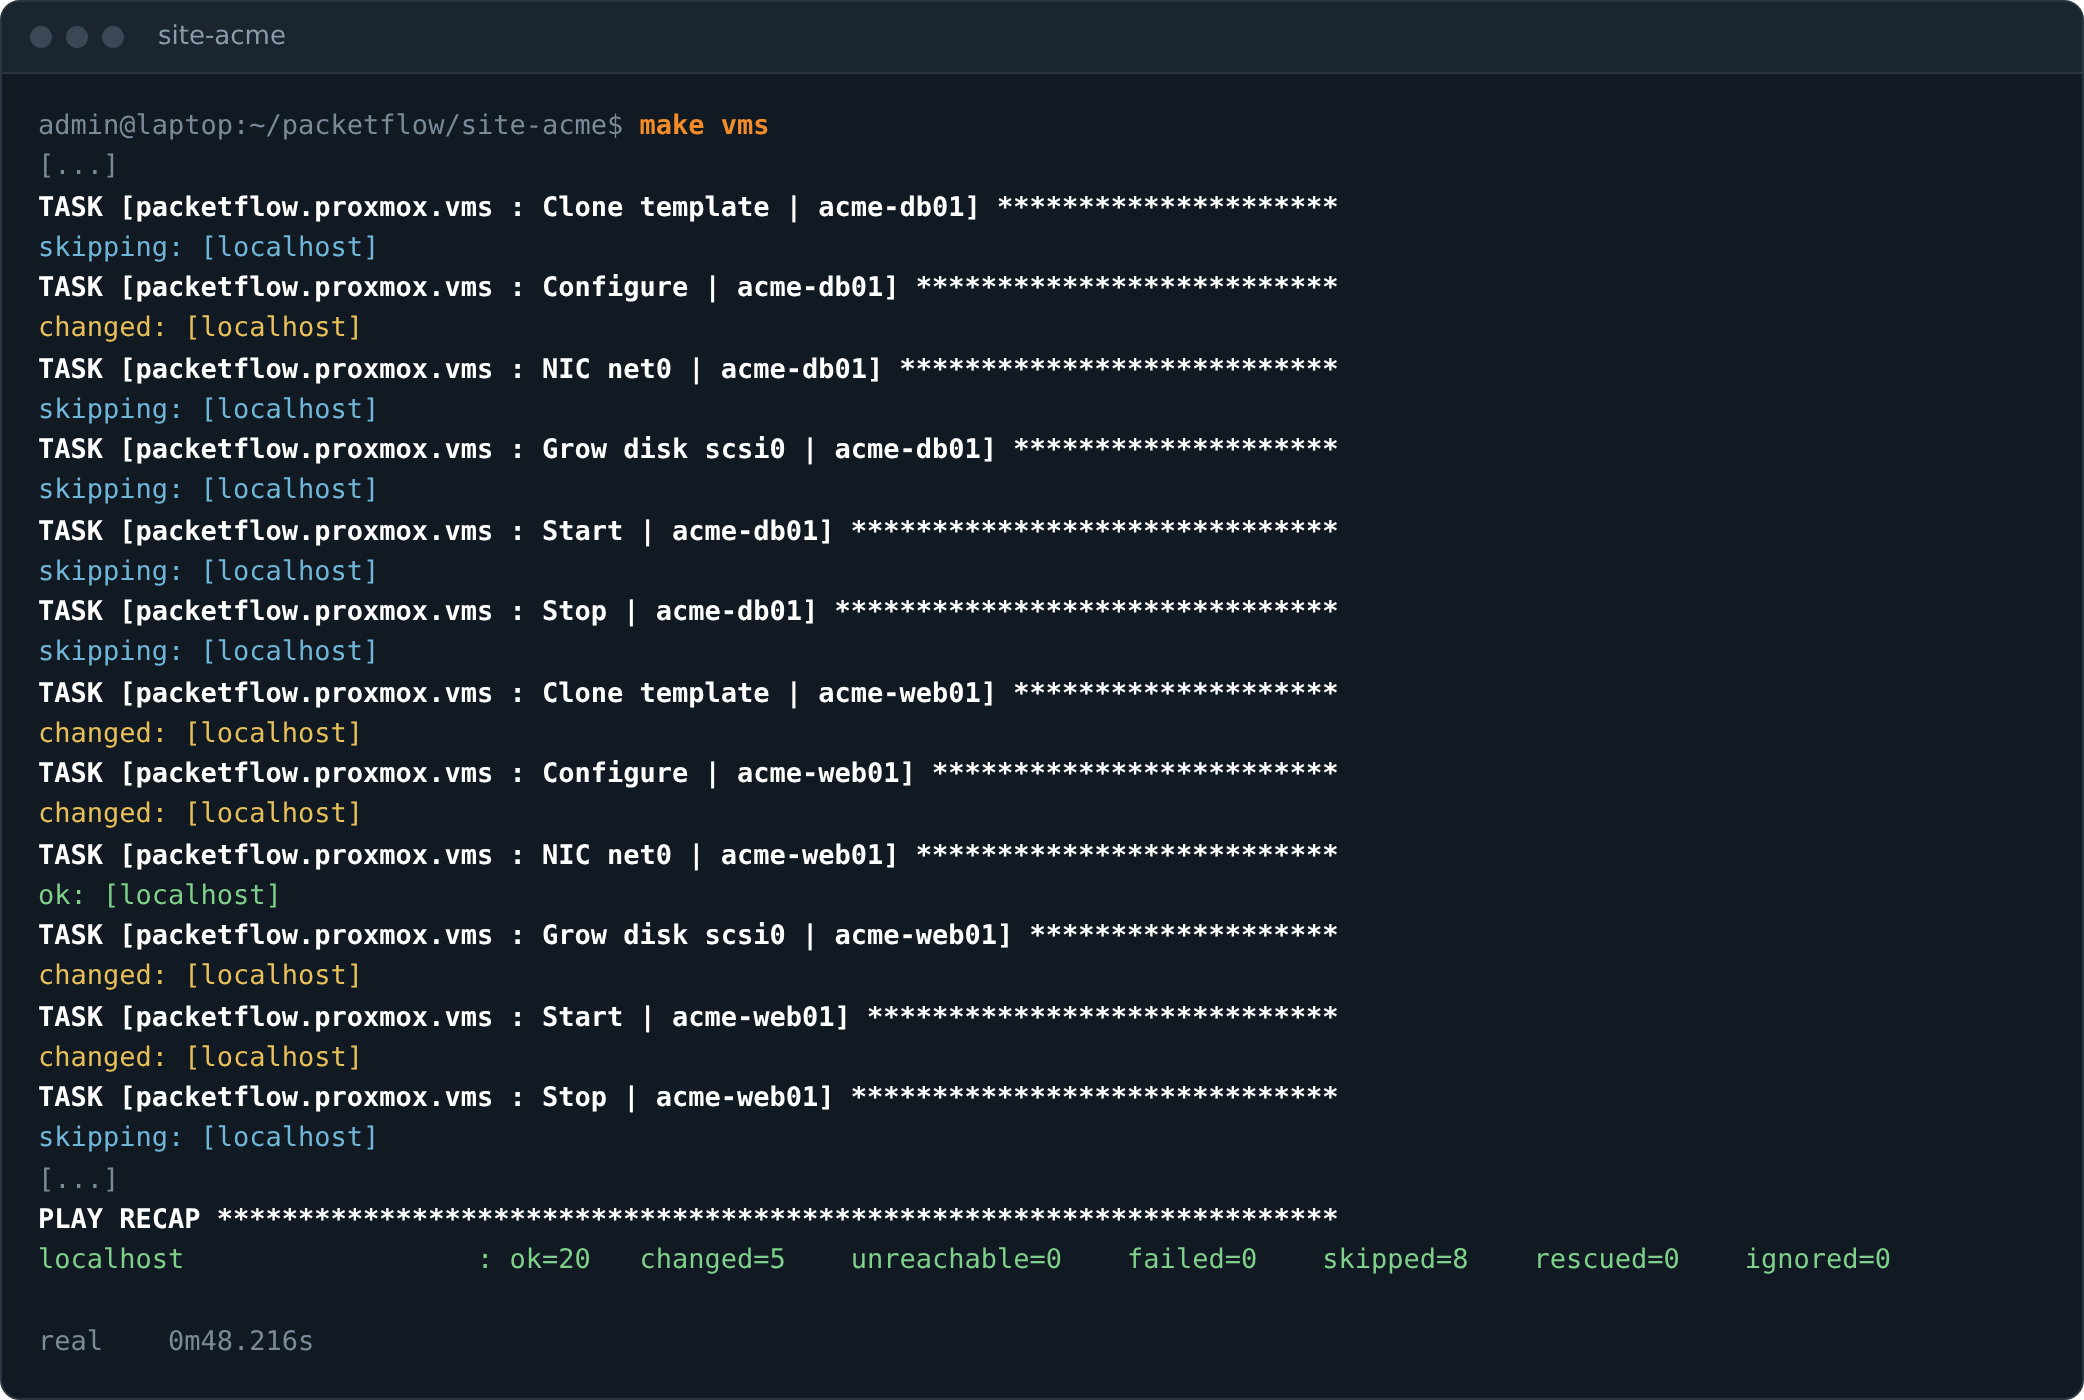 site-acme
admin@laptop:~/packetflow/site-acme$ make vms
[...]
TASK [packetflow.proxmox.vms : Clone template | acme-db01] *********************
skipping: [localhost]
TASK [packetflow.proxmox.vms : Configure | acme-db01] **************************
changed: [localhost]
TASK [packetflow.proxmox.vms : NIC net0 | acme-db01] ***************************
skipping: [localhost]
TASK [packetflow.proxmox.vms : Grow disk scsi0 | acme-db01] ********************
skipping: [localhost]
TASK [packetflow.proxmox.vms : Start | acme-db01] ******************************
skipping: [localhost]
TASK [packetflow.proxmox.vms : Stop | acme-db01] *******************************
skipping: [localhost]
TASK [packetflow.proxmox.vms : Clone template | acme-web01] ********************
changed: [localhost]
TASK [packetflow.proxmox.vms : Configure | acme-web01] *************************
changed: [localhost]
TASK [packetflow.proxmox.vms : NIC net0 | acme-web01] **************************
ok: [localhost]
TASK [packetflow.proxmox.vms : Grow disk scsi0 | acme-web01] *******************
changed: [localhost]
TASK [packetflow.proxmox.vms : Start | acme-web01] *****************************
changed: [localhost]
TASK [packetflow.proxmox.vms : Stop | acme-web01] ******************************
skipping: [localhost]
[...]
PLAY RECAP *********************************************************************
localhost                  : ok=20   changed=5    unreachable=0    failed=0    skipped=8    rescued=0    ignored=0
real    0m48.216s